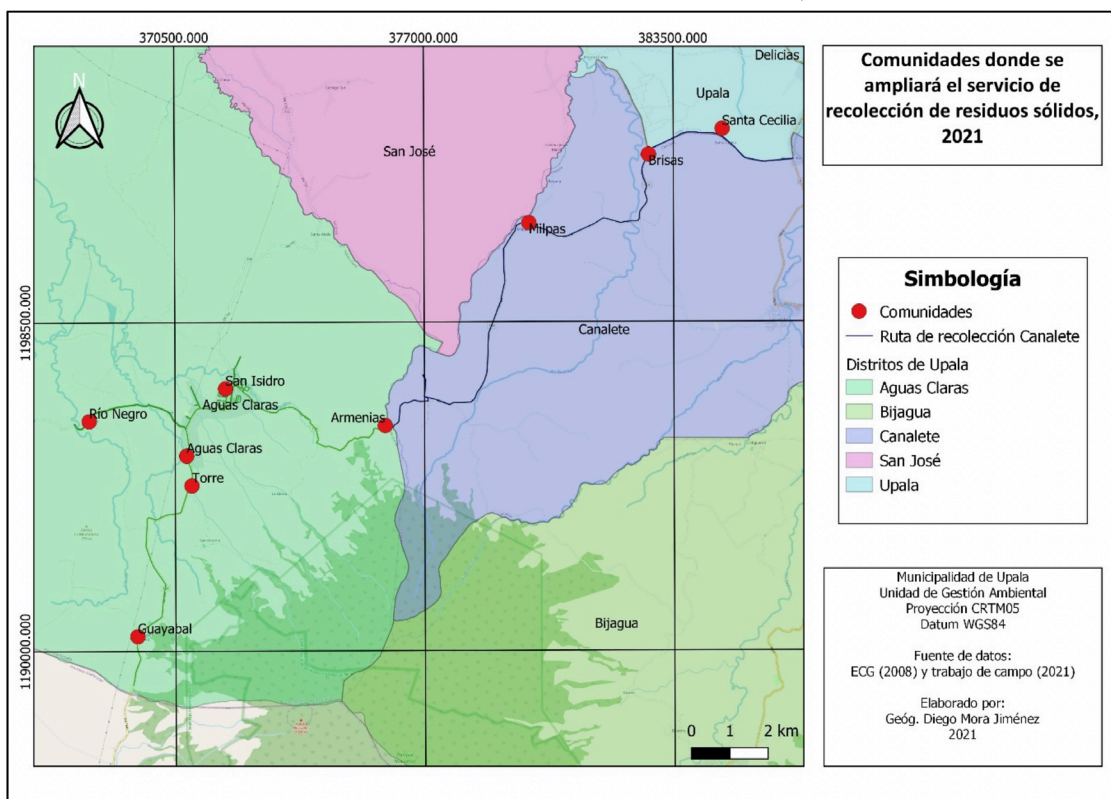 370500.000
377000.000
383500.000
1198500.000
1190000.000
N
Delicias
Upala
Santa Cecilia
Brisas
San José
Milpas
Canalete
San Isidro
Aguas Claras
Río Negro
Armenias
Aguas Claras
Torre
Guayabal
Bijagua
0 1 2 km
Comunidades donde se
ampliará el servicio de
recolección de residuos sólidos,
2021
Simbología
Comunidades
Ruta de recolección Canalete
Distritos de Upala
Aguas Claras
Bijagua
Canalete
San José
Upala
Municipalidad de Upala
Unidad de Gestión Ambiental
Proyección CRTM05
Datum WGS84
Fuente de datos:
ECG (2008) y trabajo de campo (2021)
Elaborado por:
Geóg. Diego Mora Jiménez
2021